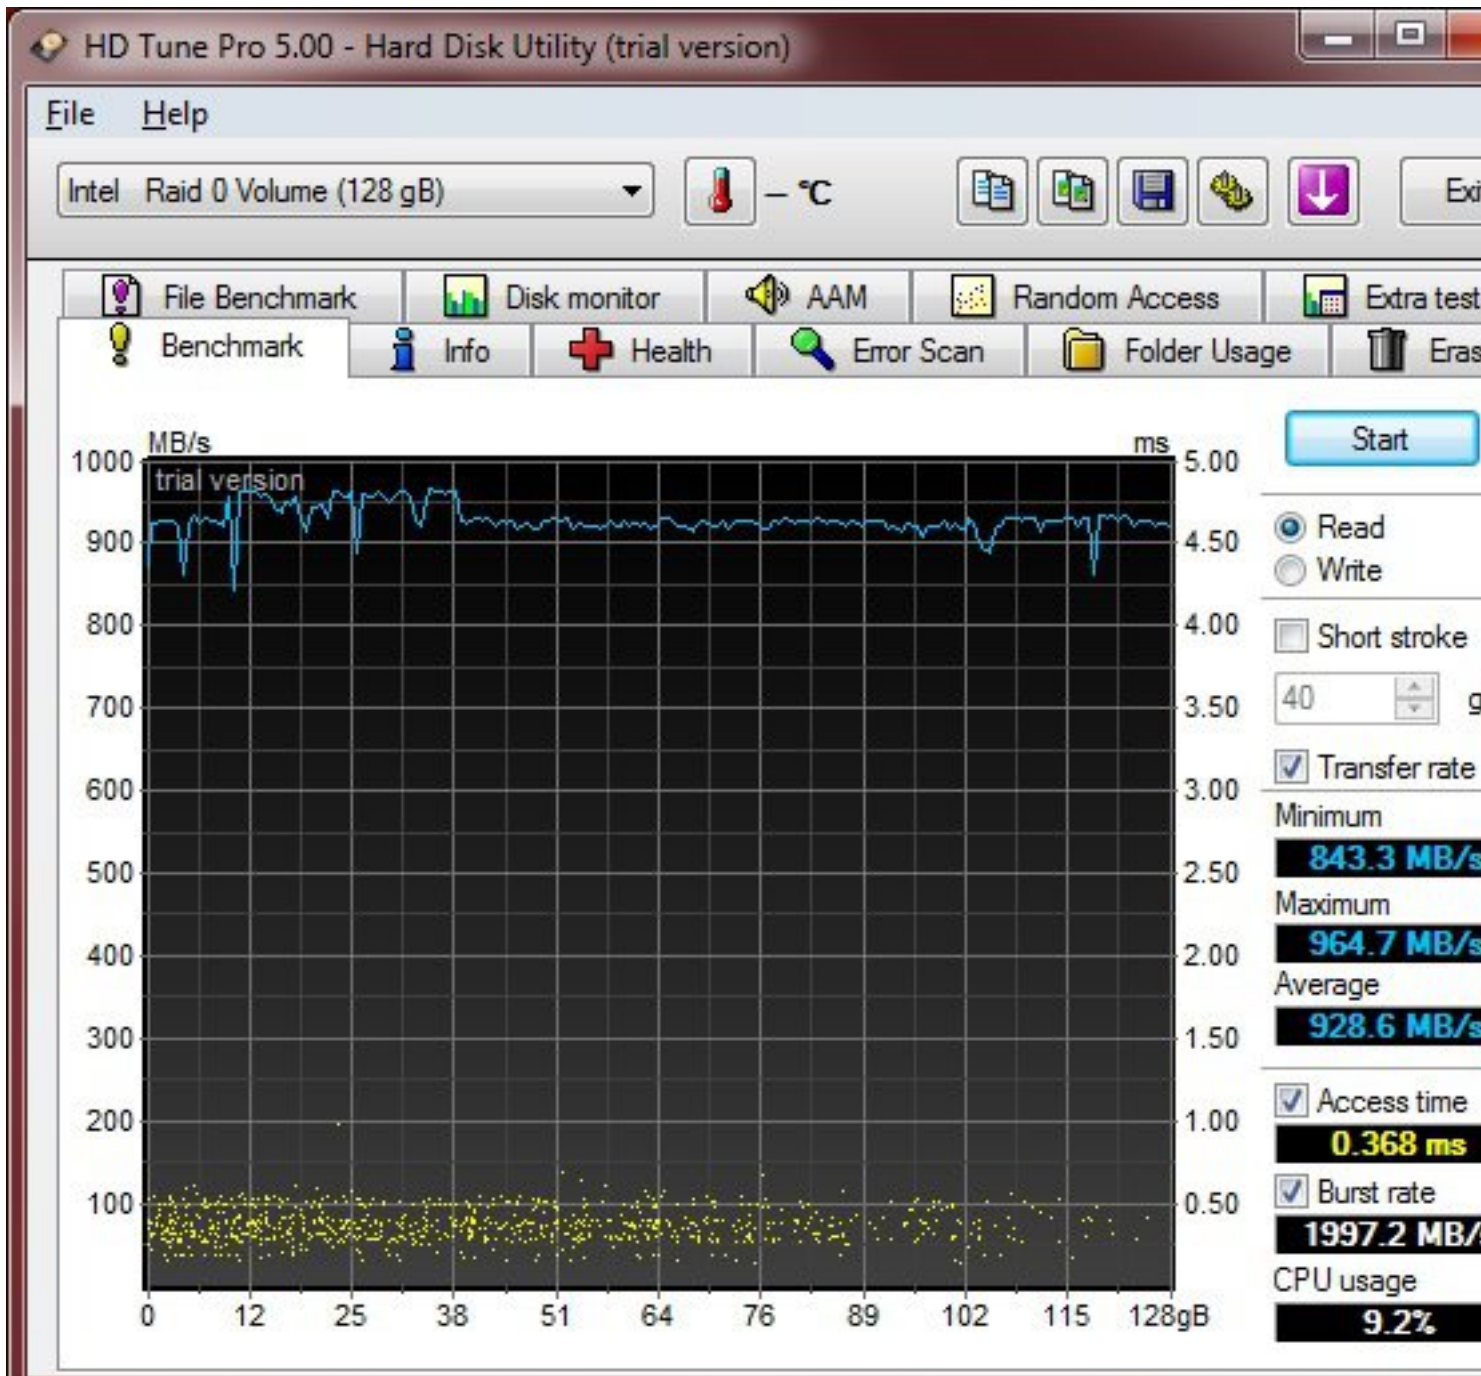 HD Tune Pro 5.00 - Hard Disk Utility (trial version)
File Help
Intel Raid 0 Volume (128 gB)
– °C
Exi
File Benchmark
Disk monitor
AAM
Random Access
Extra test
Benchmark
Info
Health
Error Scan
Folder Usage
Eras
MB/s
ms
trial version
1000
900
800
700
600
500
400
300
200
100
5.00
4.50
4.00
3.50
3.00
2.50
2.00
1.50
1.00
0.50
0 12 25 38 51 64 76 89 102 115 128gB
Start
Read
Write
Short stroke
40 g
Transfer rate
Minimum
843.3 MB/s
Maximum
964.7 MB/s
Average
928.6 MB/s
Access time
0.368 ms
Burst rate
1997.2 MB/
CPU usage
9.2%